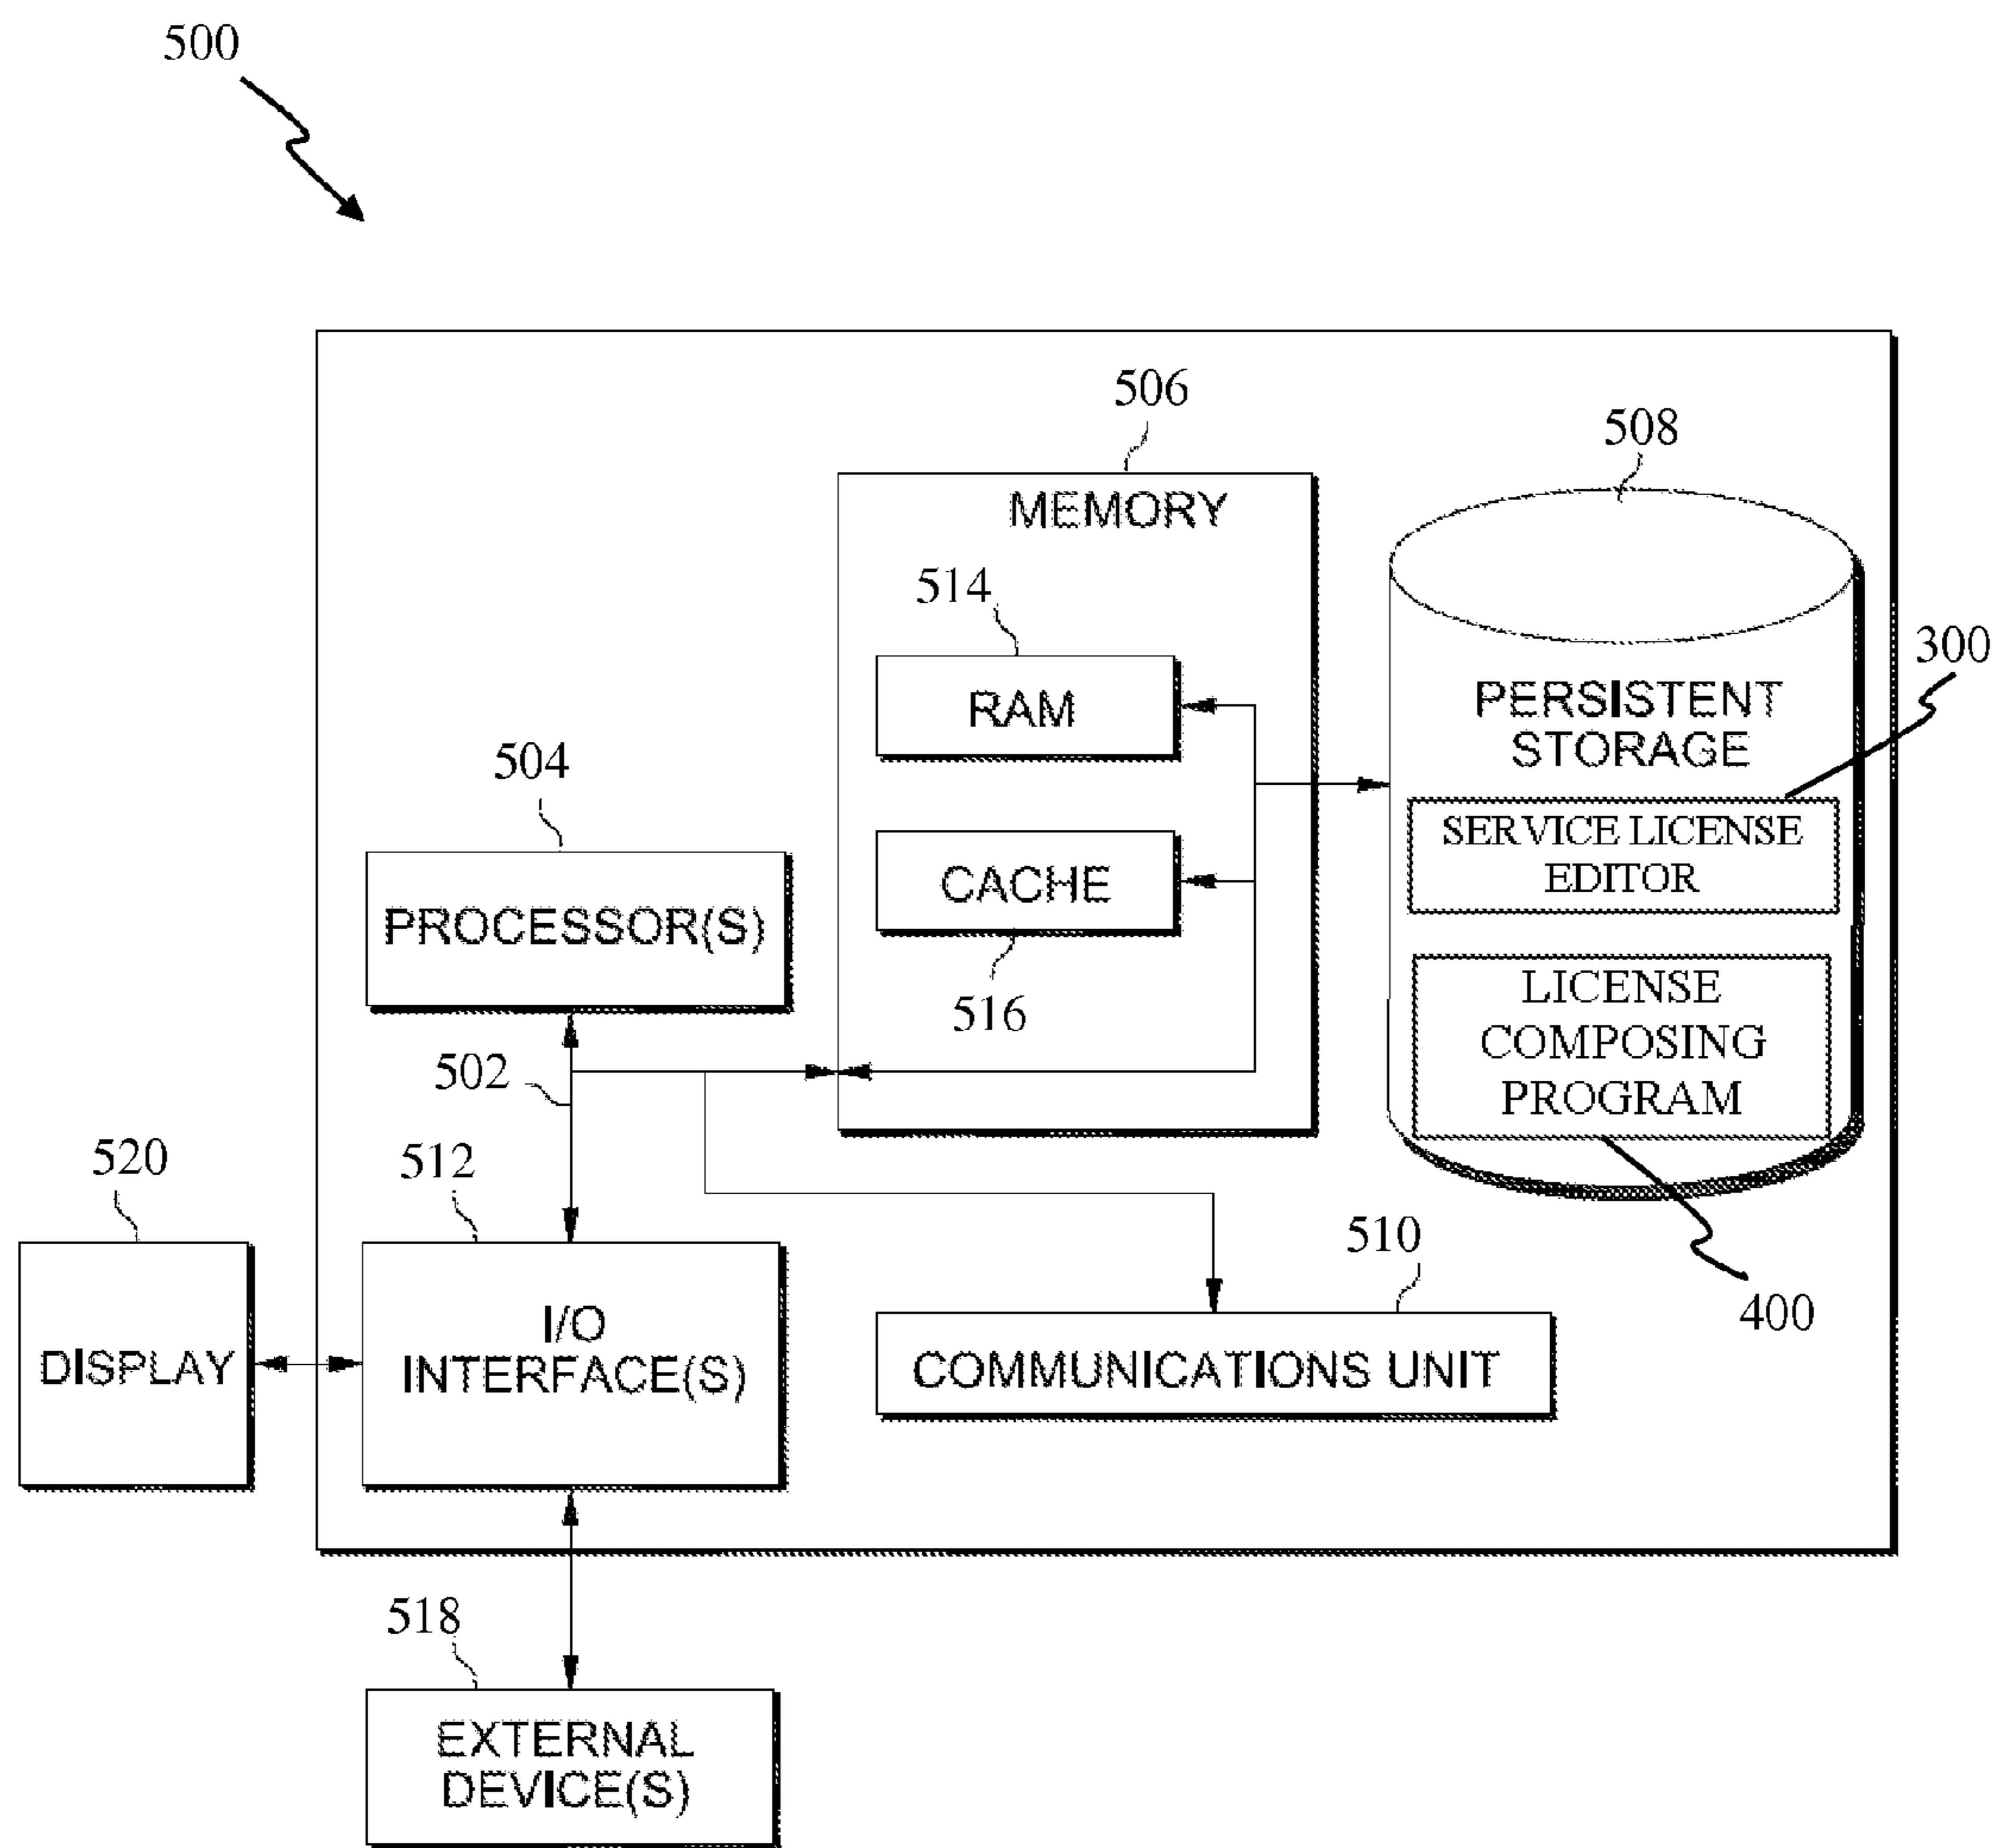 500
506
508
MEMORY
514
300
RAM
PERSISTENT
STORAGE
504
SERVICE LICENSE
EDITOR
CACHE
PROCESSOR(S)
516
LICENSE
COMPOSING
PROGRAM
502
520
512
510
400
I/O
INTERFACE(S)
DISPLAY
COMMUNICATIONS UNIT
518
EXTERNAL
DEVICE(S)